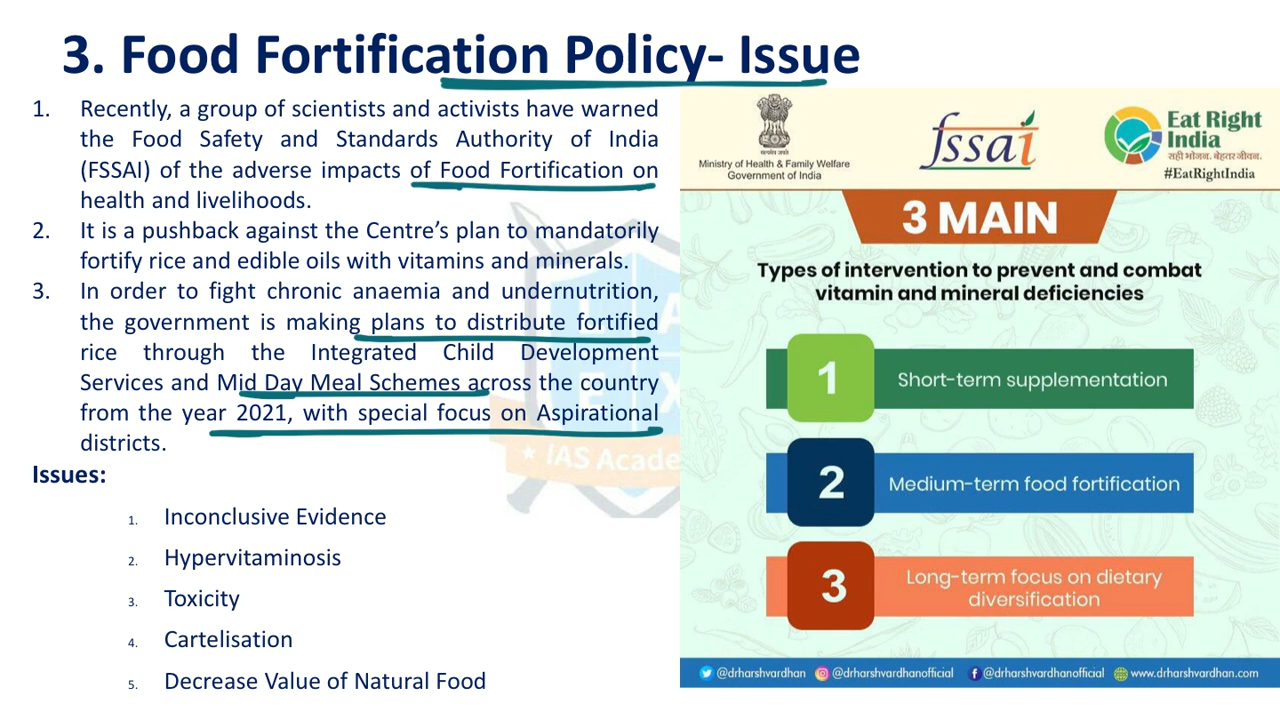 3. Food Fortification Policy- Issue
1. Recently, a group of scientists and activists have warned
the Food Safety and Standards Authority of India
(FSSAI) of the adverse impacts of Food Fortification on
health and livelihoods.
2. It is a pushback against the Centre's plan to mandatorily
fortify rice and edible oils with vitamins and minerals.
3. In order to fight chronic anaemia and undernutrition,
the government is making plans to distribute fortified
rice through the Integrated Child Development
Services and Mid Day Meal Schemes across the country
from the year 2021, with special focus on Aspirational
districts.
Issues:
1. Inconclusive Evidence
2. Hypervitaminosis
3. Toxicity
4. Cartelisation
5. Decrease Value of Natural Food
IAS Acade
सत्यमेव जयते
Ministry of Health & Family Welfare
Government of India
fssai
Eat Right
India
सही भोजन. बेहतर जीवन.
#EatRightIndia
3 MAIN
Types of intervention to prevent and combat
vitamin and mineral deficiencies
1 Short-term supplementation
2 Medium-term food fortification
3 Long-term focus on dietary
diversification
@drharshvardhan @drharshvardhanofficial @drharshvardhanofficial www.drharshvardhan.com